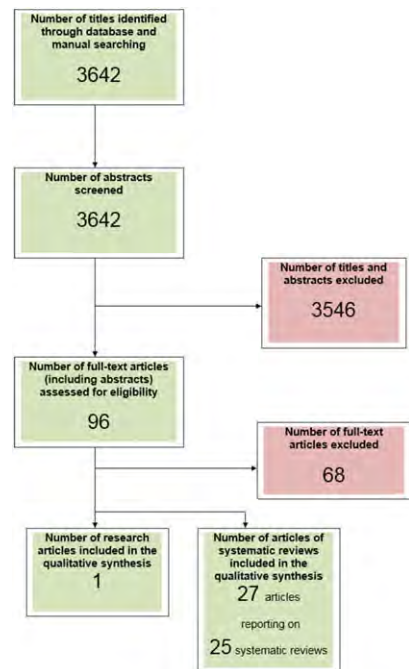 Number of titles identified
through database and
manual searching
3642
Number of abstracts
screened
3642
Number of titles and
abstracts excluded
3546
Number of full-text articles
(including abstracts)
assessed for eligibility
96
Number of full-text
articles excluded
68
Number of research
articles included in the
qualitative synthesis
1
Number of articles of
systematic reviews
included in the
qualitative synthesis
27 articles
reporting on
25 systematic reviews